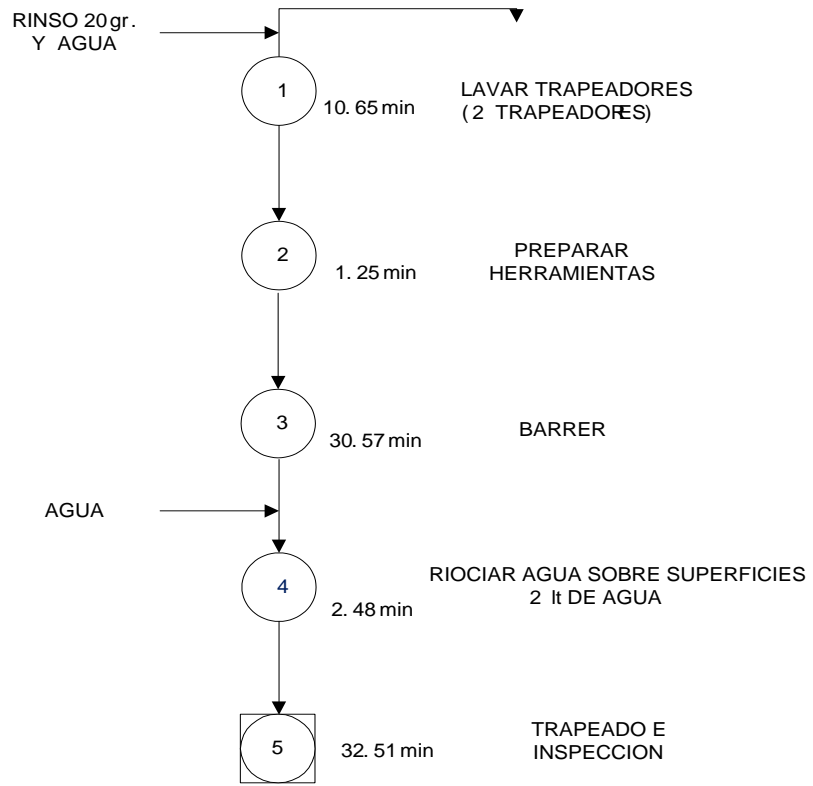 RINSO 20 gr.
Y AGUA
1
10. 65 min
LAVAR TRAPEADORES
( 2 TRAPEADORES)
2
1. 25 min
PREPARAR
HERRAMIENTAS
3
30. 57 min
BARRER
AGUA
4
2. 48 min
RIOCIAR AGUA SOBRE SUPERFICIES
2 lt DE AGUA
5
32. 51 min
TRAPEADO E
INSPECCION